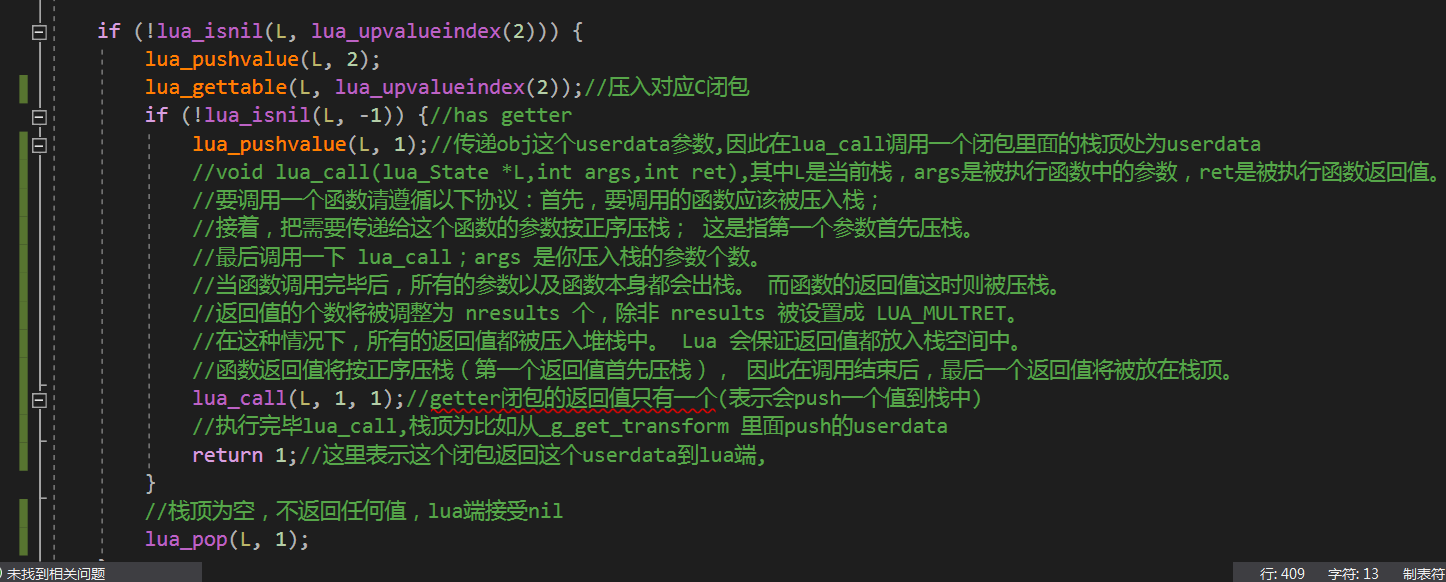 if (!lua_isnil(L, lua_upvalueindex(2))) {
lua_pushvalue(L, 2);
lua_gettable(L, lua_upvalueindex(2));//压入对应C闭包
if (!lua_isnil(L, -1)) {//has getter
lua_pushvalue(L, 1);//传递obj这个userdata参数,因此在lua_call调用一个闭包里面的栈顶处为userdata
//void lua_call(lua_State *L,int args,int ret),其中L是当前栈，args是被执行函数中的参数，ret是被执行函数返回值。
//要调用一个函数请遵循以下协议：首先，要调用的函数应该被压入栈；
//接着，把需要传递给这个函数的参数按正序压栈； 这是指第一个参数首先压栈。
//最后调用一下 lua_call；args 是你压入栈的参数个数。
//当函数调用完毕后，所有的参数以及函数本身都会出栈。 而函数的返回值这时则被压栈。
//返回值的个数将被调整为 nresults 个，除非 nresults 被设置成 LUA_MULTRET。
//在这种情况下，所有的返回值都被压入堆栈中。 Lua 会保证返回值都放入栈空间中。
//函数返回值将按正序压栈（第一个返回值首先压栈）， 因此在调用结束后，最后一个返回值将被放在栈顶。
lua_call(L, 1, 1);//getter闭包的返回值只有一个(表示会push一个值到栈中)
//执行完毕lua_call,栈顶为比如从_g_get_transform 里面push的userdata
return 1;//这里表示这个闭包返回这个userdata到lua端,
}
//栈顶为空，不返回任何值，lua端接受nil
lua_pop(L, 1);
未找到相关问题
行: 409 字符: 13 制表符